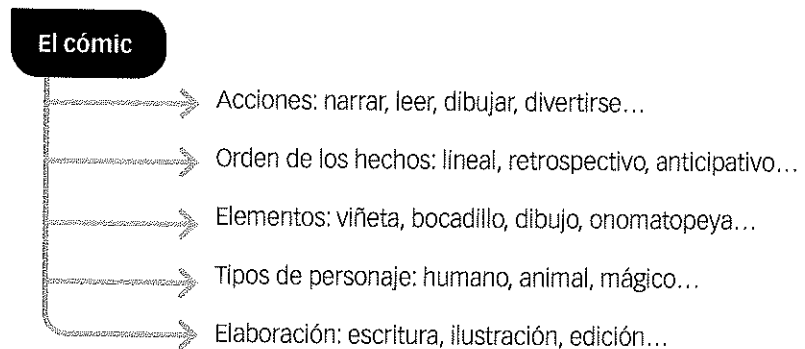 El cómic
Acciones: narrar, leer, dibujar, divertirse...
Orden de los hechos: lineal, retrospectivo, anticipativo...
Elementos: viñeta, bocadillo, dibujo, onomatopeya...
Tipos de personaje: humano, animal, mágico...
Elaboración: escritura, ilustración, edición...